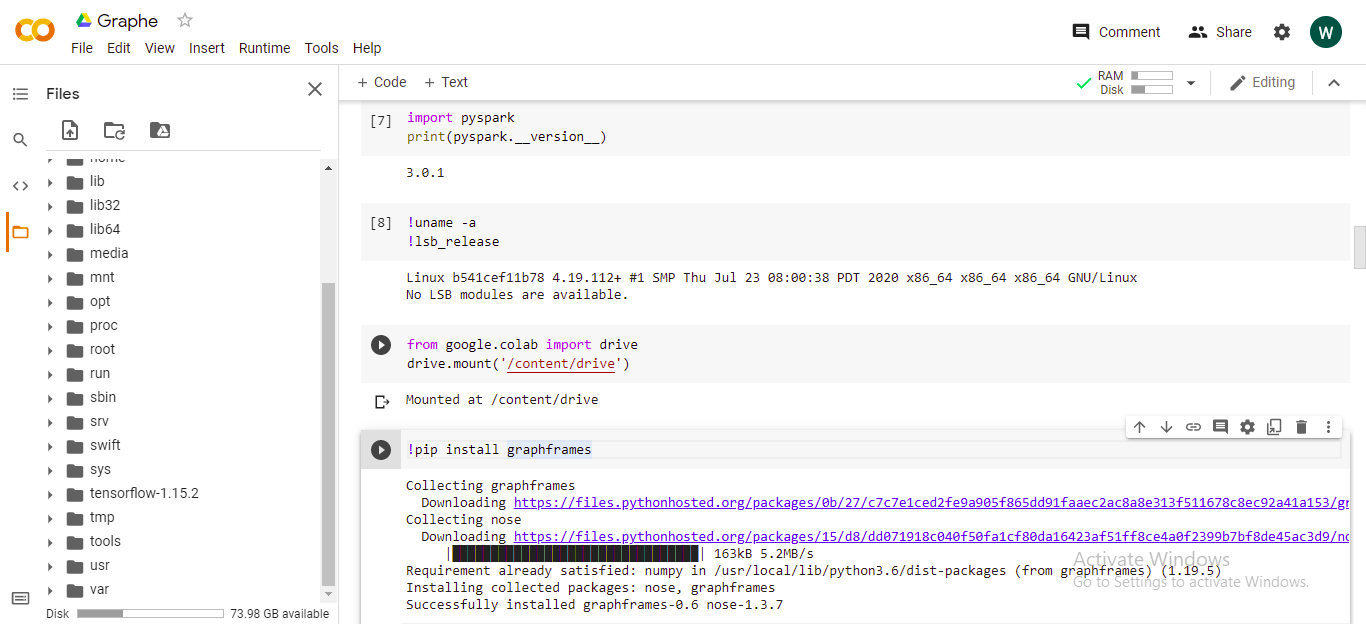 Graphe
File Edit View Insert Runtime Tools Help
Comment Share W
Files
+ Code + Text
RAM
Disk
Editing
home
lib
lib32
lib64
media
mnt
opt
proc
root
run
sbin
srv
swift
sys
tensorflow-1.15.2
tmp
tools
usr
var
Disk 73.98 GB available
[7] import pyspark
print(pyspark.__version__)
3.0.1
[8] !uname -a
!lsb_release
Linux b541cef11b78 4.19.112+ #1 SMP Thu Jul 23 08:00:38 PDT 2020 x86_64 x86_64 x86_64 GNU/Linux
No LSB modules are available.
from google.colab import drive
drive.mount('/content/drive')
Mounted at /content/drive
!pip install graphframes
Collecting graphframes
Downloading https://files.pythonhosted.org/packages/0b/27/c7c7e1ced2fe9a905f865dd91faaec2ac8a8e313f511678c8ec92a41a153/gr
Collecting nose
Downloading https://files.pythonhosted.org/packages/15/d8/dd071918c040f50fa1cf80da16423af51ff8ce4a0f2399b7bf8de45ac3d9/no
| | 163kB 5.2MB/s
Requirement already satisfied: numpy in /usr/local/lib/python3.6/dist-packages (from graphframes) (1.19.5)
Installing collected packages: nose, graphframes
Successfully installed graphframes-0.6 nose-1.3.7
Activate Windows
Go to Settings to activate Windows.